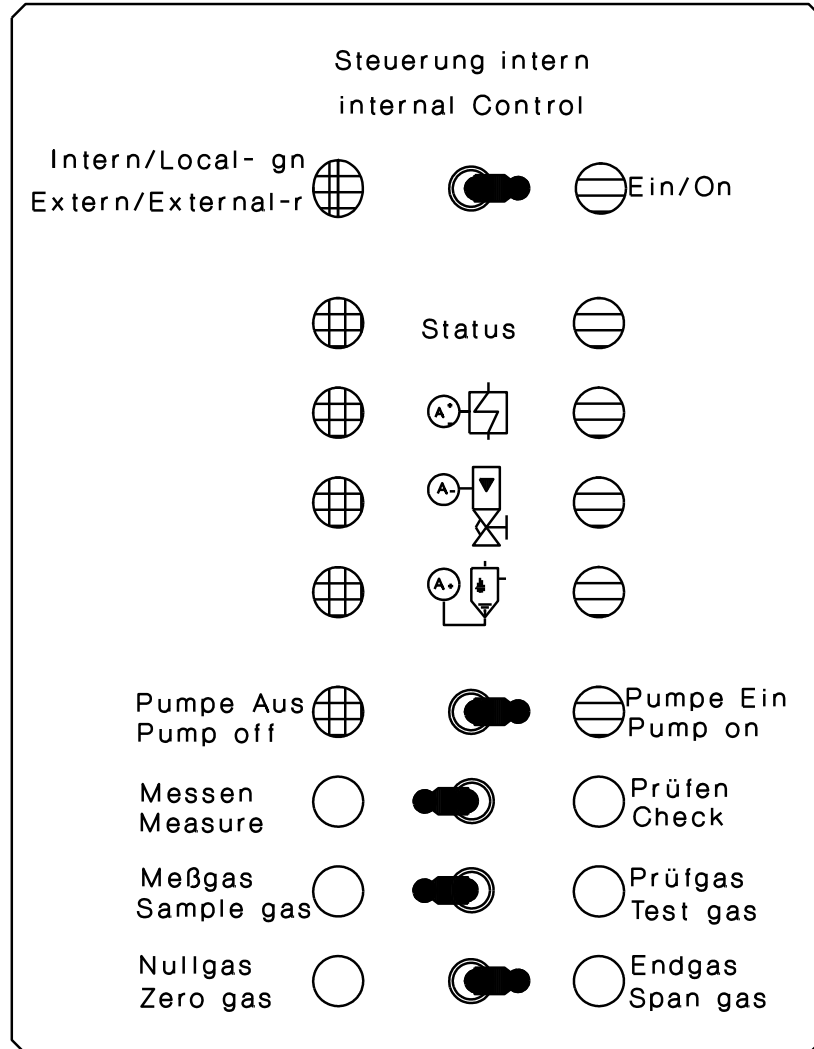 Steuerung intern
internal Control
Intern/Local- gn
Extern/External-r
Ein/On
Status
A+-
A-
A+
Pumpe Aus
Pump off
Pumpe Ein
Pump on
Messen
Measure
Prüfen
Check
Meßgas
Sample gas
Prüfgas
Test gas
Nullgas
Zero gas
Endgas
Span gas